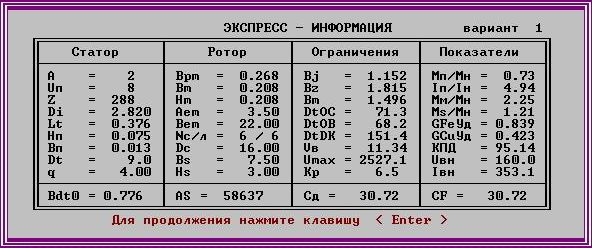 ЭКСПРЕСС - ИНФОРМАЦИЯ вариант 1
Статор Ротор Ограничения Показатели
A = 2 Bpm = 0.268 Bj = 1.152 Мп/Мн = 0.73
Uп = 8 Bm = 0.208 Bz = 1.815 Iп/Iн = 4.94
Z = 288 Hm = 0.208 Bm = 1.496 Мм/Мн = 2.25
Di = 2.820 Aem = 3.50 DtOC = 71.3 Ms/Мн = 1.21
Lt = 0.376 Bem = 22.00 DtOB = 68.2 GFeУд = 0.839
Hп = 0.075 Nc/л = 6 / 6 DtDK = 151.4 GCuУд = 0.423
Bп = 0.013 Dc = 16.00 Vв = 11.34 КПД = 95.14
Dt = 9.0 Bs = 7.50 Umax = 2527.1 Uвн = 160.0
q = 4.00 Hs = 3.00 Kp = 6.5 Iвн = 353.1
Bdt0 = 0.776 AS = 58637 Сд = 30.72 CF = 30.72
Для продолжения нажмите клавишу < Enter >